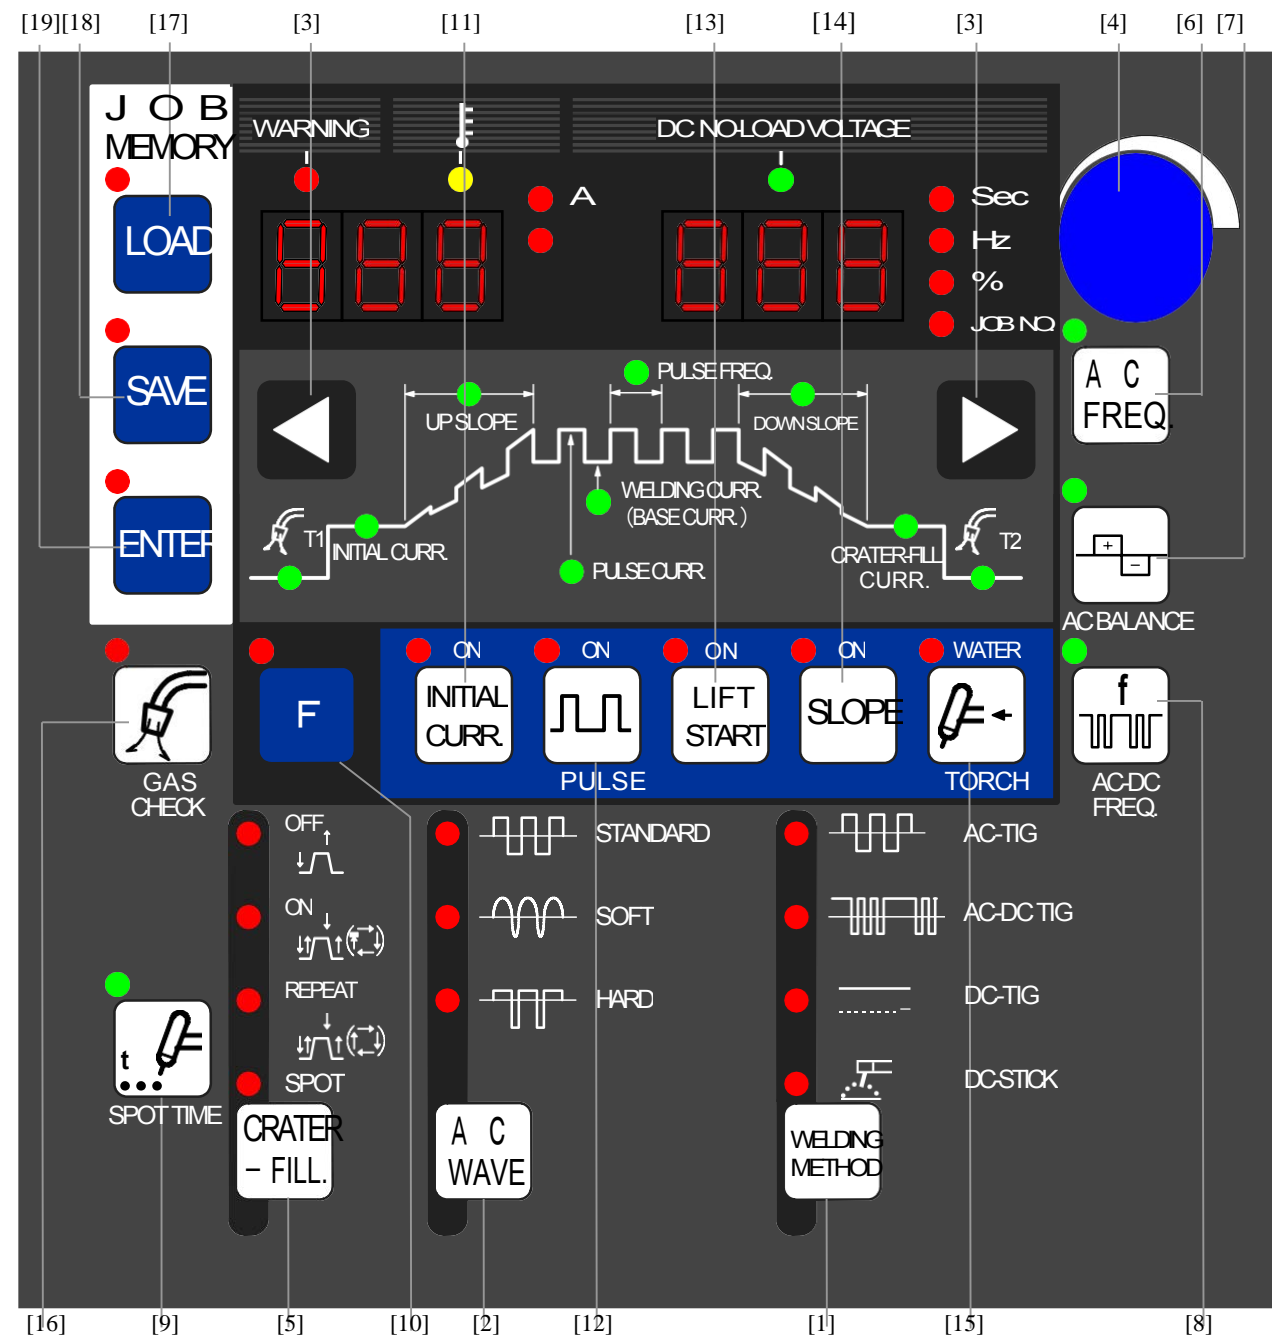 [19][18] [17] [3] [11] [13] [14] [3] [4] [6] [7]
JOB
MEMORY
WARNING
DC NO-LOAD VOLTAGE
A
Sec
Hz
%
JOB NO.
LOAD
SAVE
ENTER
PULSE FREQ.
UP SLOPE
DOWN SLOPE
WELDING CURR.
(BASE CURR.)
T1
INITIAL CURR.
PULSE CURR.
CRATER-FILL
CURR.
T2
A C
FREQ.
+
−
AC BALANCE
ON
ON
ON
ON
WATER
F
INITIAL
CURR.
LIFT
START
SLOPE
PULSE
TORCH
GAS
CHECK
f
AC-DC
FREQ.
OFF
ON
REPEAT
SPOT
CRATER
– FILL.
t
SPOT TIME
STANDARD
SOFT
HARD
A C
WAVE
AC-TIG
AC-DC TIG
DC-TIG
DC-STICK
WELDING
METHOD
[16] [9] [5] [10] [2] [12] [1] [15] [8]